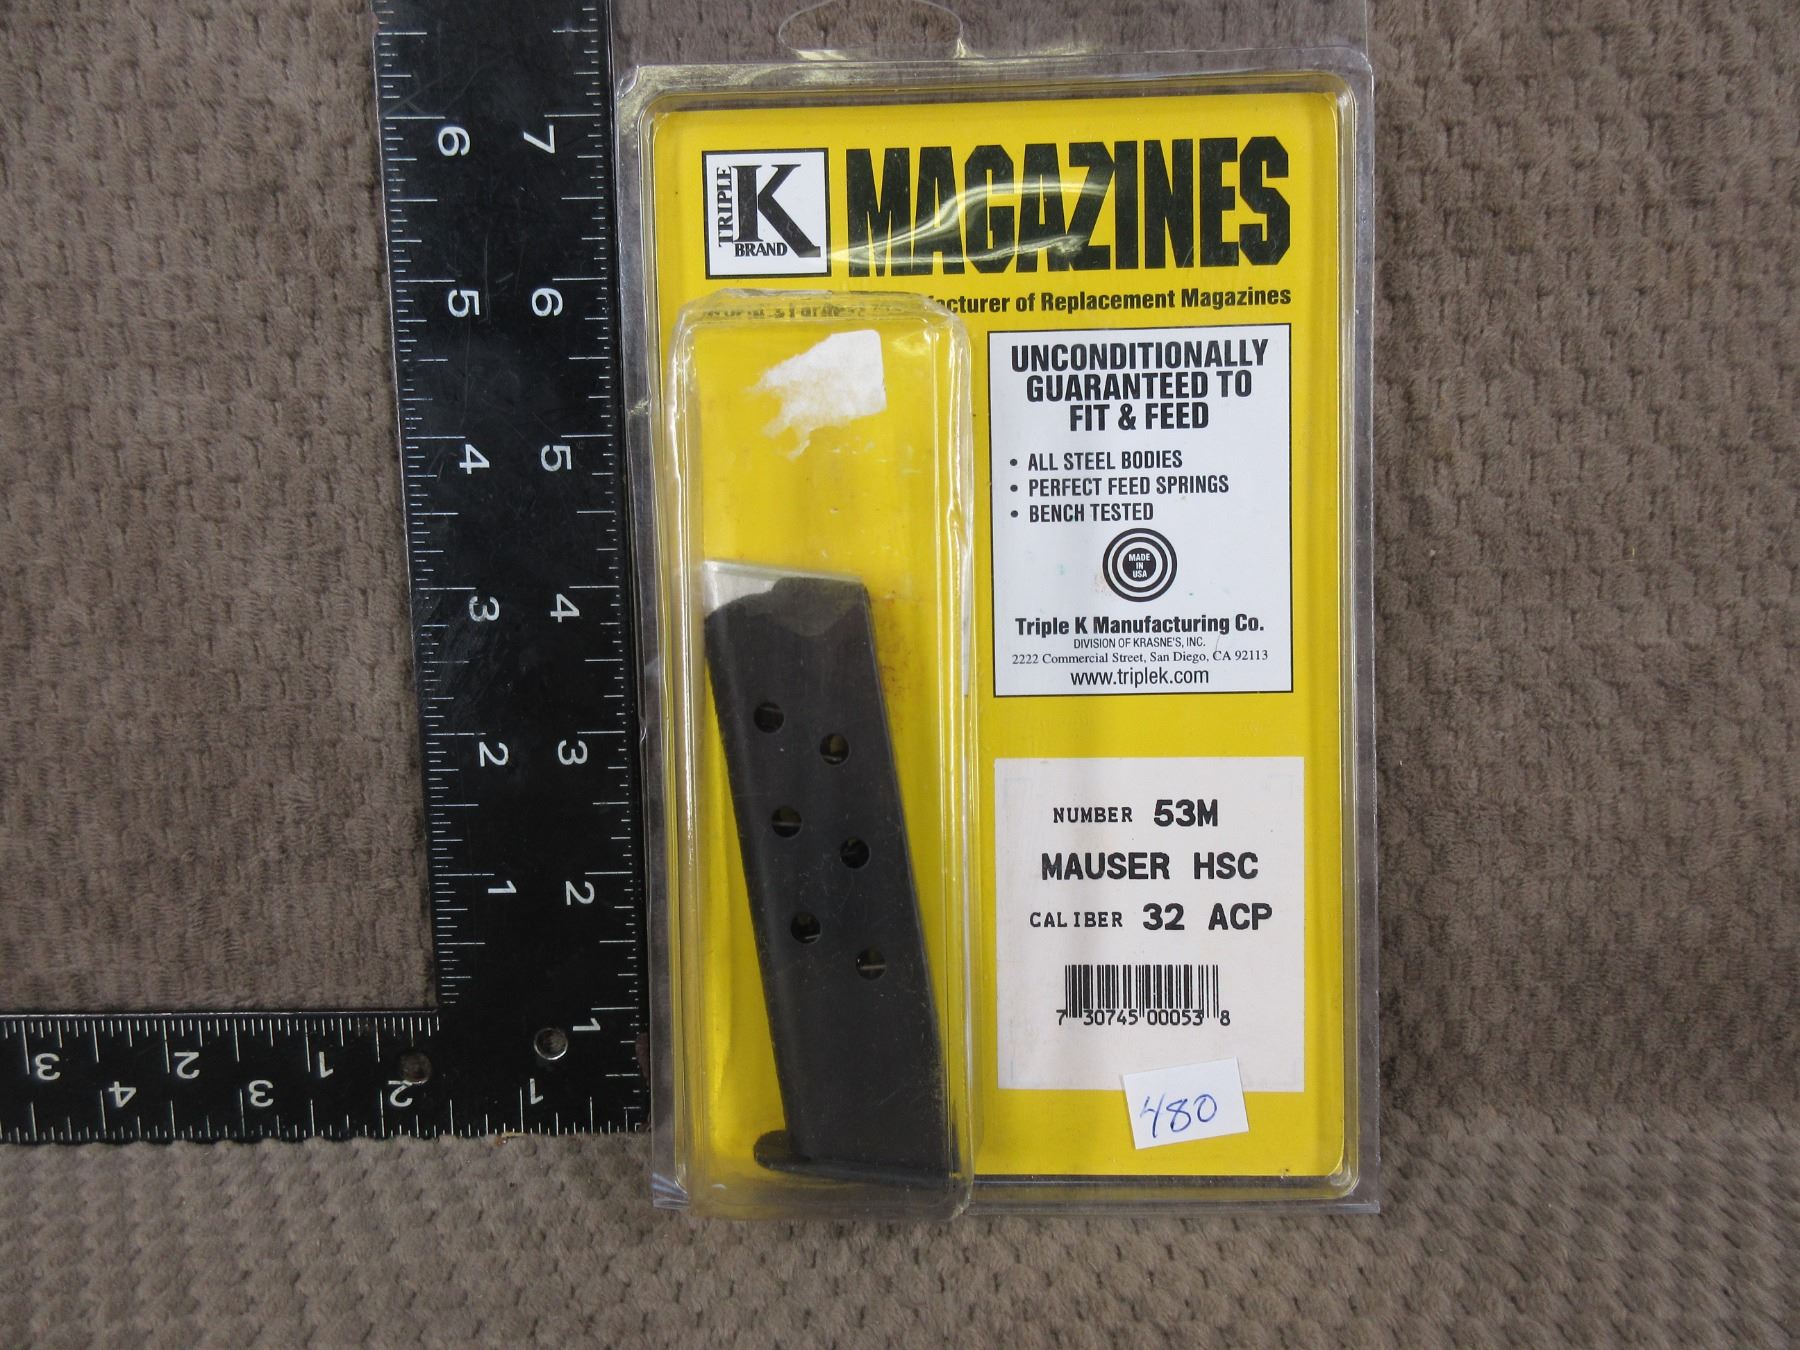 TRIPLE K BRAND
MAGAZINES
of Replacement Magazines
UNCONDITIONALLY
GUARANTEED TO
FIT & FEED
• ALL STEEL BODIES
• PERFECT FEED SPRINGS
• BENCH TESTED
MADE
IN
USA
Triple K Manufacturing Co.
DIVISION OF KRASNE'S, INC.
2222 Commercial Street, San Diego, CA 92113
www.triplek.com
NUMBER 53M
MAUSER HSC
CALIBER 32 ACP
7 30745 00053 8
480
6 7
5 6
4 5
3 4
2 3
1 2
1
3 2 1
4 3 2 1